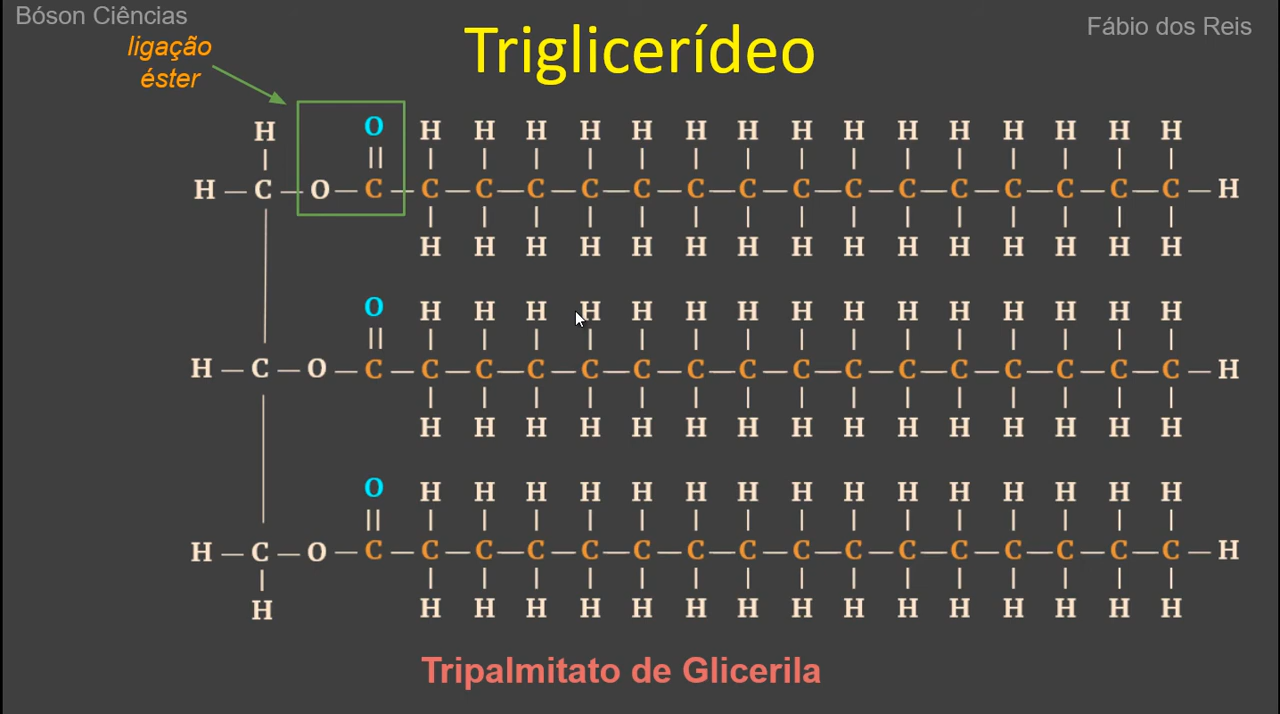 Bóson Ciências
Fábio dos Reis
ligação
éster
Triglicerídeo
H O H H H H H H H H H H H H H H H
H — C — O — C — C — C — C — C — C — C — C — C — C — C — C — C — C — C — C — H
H H H H H H H H H H H H H H H
O H H H H H H H H H H H H H H H
H — C — O — C — C — C — C — C — C — C — C — C — C — C — C — C — C — C — C — H
H H H H H H H H H H H H H H H
O H H H H H H H H H H H H H H H
H — C — O — C — C — C — C — C — C — C — C — C — C — C — C — C — C — C — C — H
H H H H H H H H H H H H H H H H
Tripalmitato de Glicerila